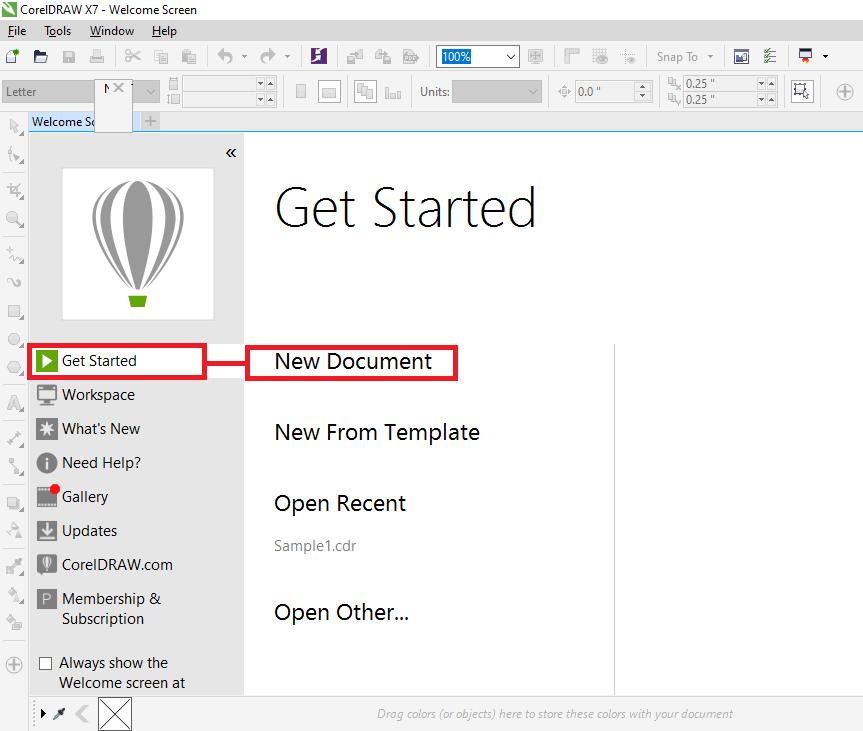 CorelDRAW X7 - Welcome Screen
File Tools Window Help
100% Snap To
Letter Units: 0.0 " 0.25 "
0.25 "
Welcome Sc
Get Started
Get Started
New Document
Workspace
What's New
New From Template
Need Help?
Gallery
Open Recent
Updates
Sample1.cdr
CorelDRAW.com
Membership &
Subscription
Open Other...
Always show the
Welcome screen at
Drag colors (or objects) here to store these colors with your document